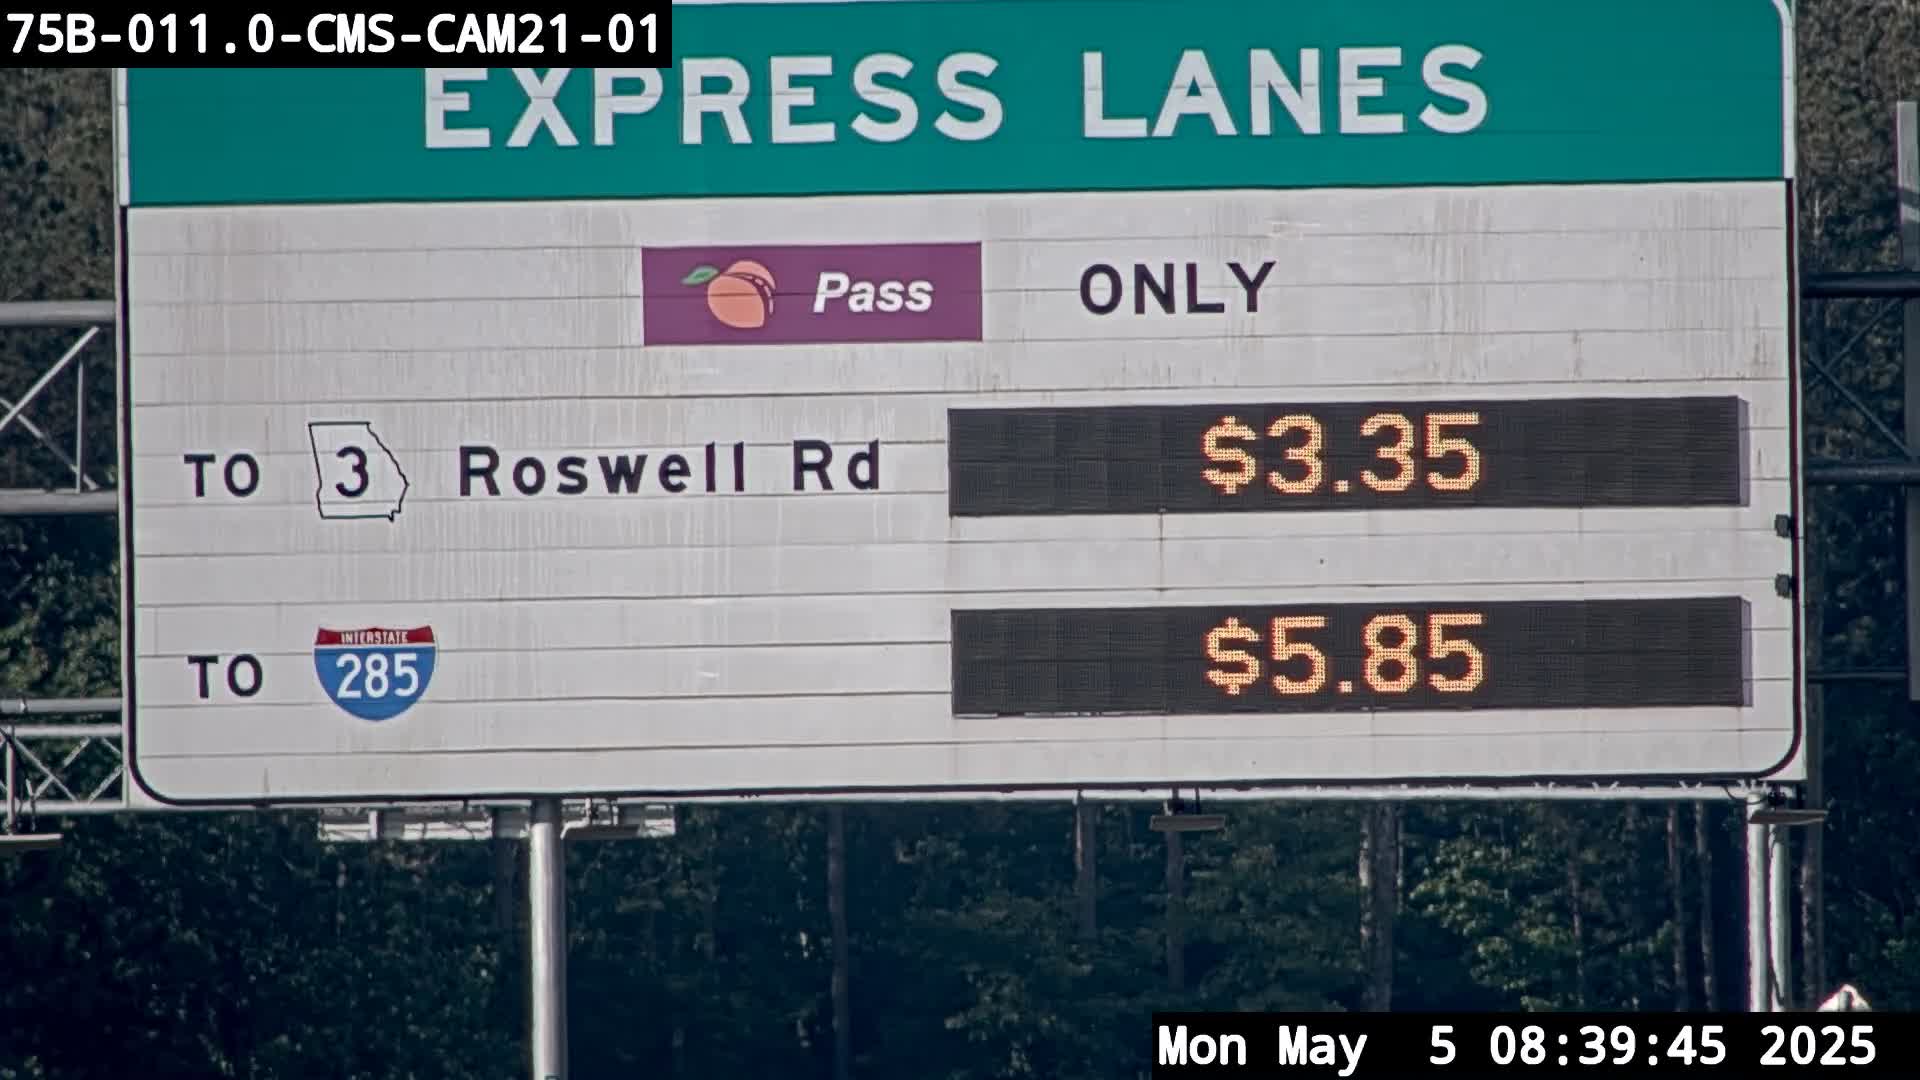 75B-011.0-CMS-CAM21-01
EXPRESS LANES
Pass ONLY
TO 3 Roswell Rd $3.35
INTERSTATE
TO 285 $5.85
Mon May 5 08:39:45 2025